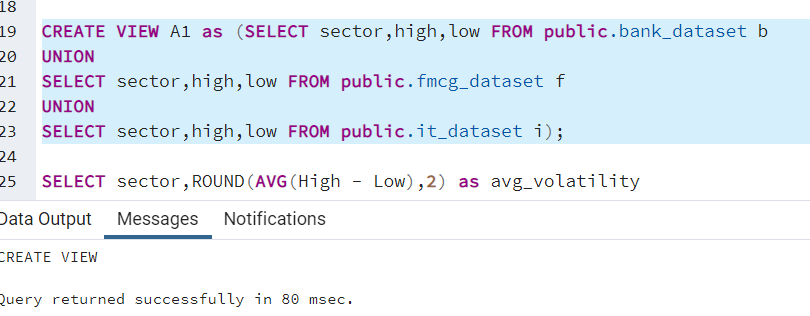 18
19 CREATE VIEW A1 as (SELECT sector,high,low FROM public.bank_dataset b
20 UNION
21 SELECT sector,high,low FROM public.fmcg_dataset f
22 UNION
23 SELECT sector,high,low FROM public.it_dataset i);
24
25 SELECT sector,ROUND(AVG(High - Low),2) as avg_volatility
Data Output Messages Notifications
CREATE VIEW
Query returned successfully in 80 msec.